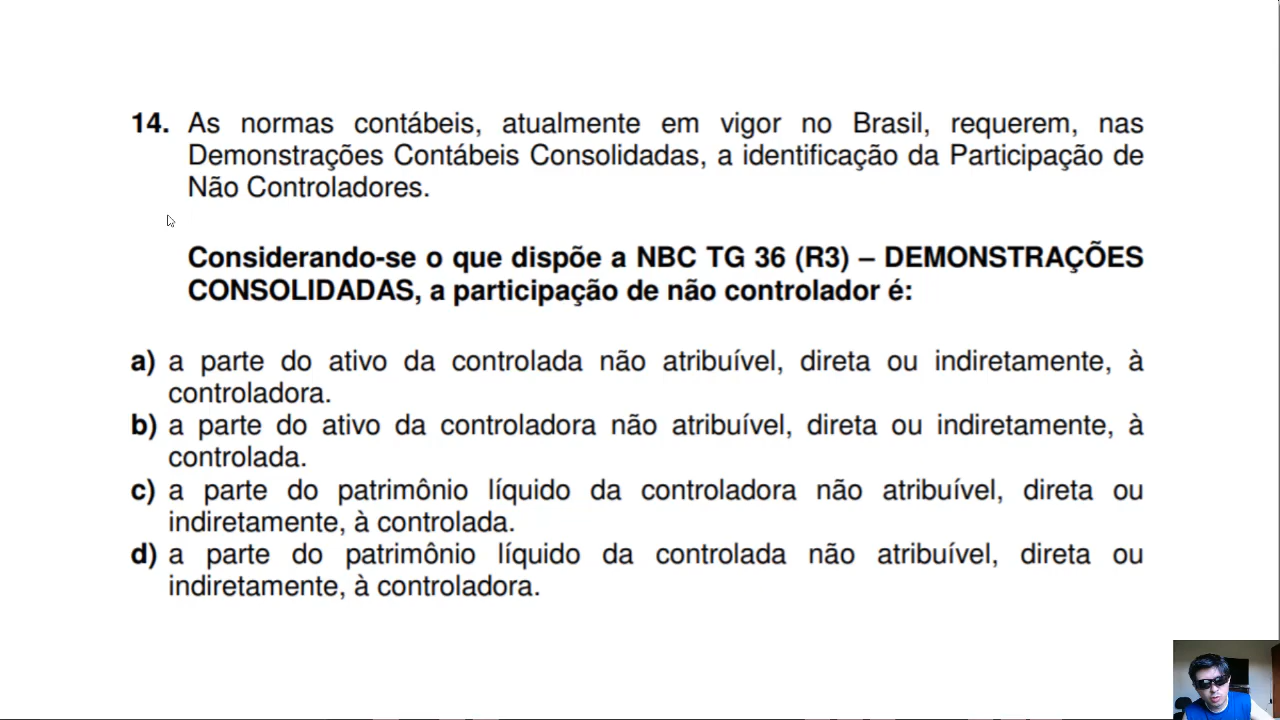 14. As normas contábeis, atualmente em vigor no Brasil, requerem, nas
Demonstrações Contábeis Consolidadas, a identificação da Participação de
Não Controladores.
Considerando-se o que dispõe a NBC TG 36 (R3) – DEMONSTRAÇÕES
CONSOLIDADAS, a participação de não controlador é:
a) a parte do ativo da controlada não atribuível, direta ou indiretamente, à
controladora.
b) a parte do ativo da controladora não atribuível, direta ou indiretamente, à
controlada.
c) a parte do patrimônio líquido da controladora não atribuível, direta ou
indiretamente, à controlada.
d) a parte do patrimônio líquido da controlada não atribuível, direta ou
indiretamente, à controladora.